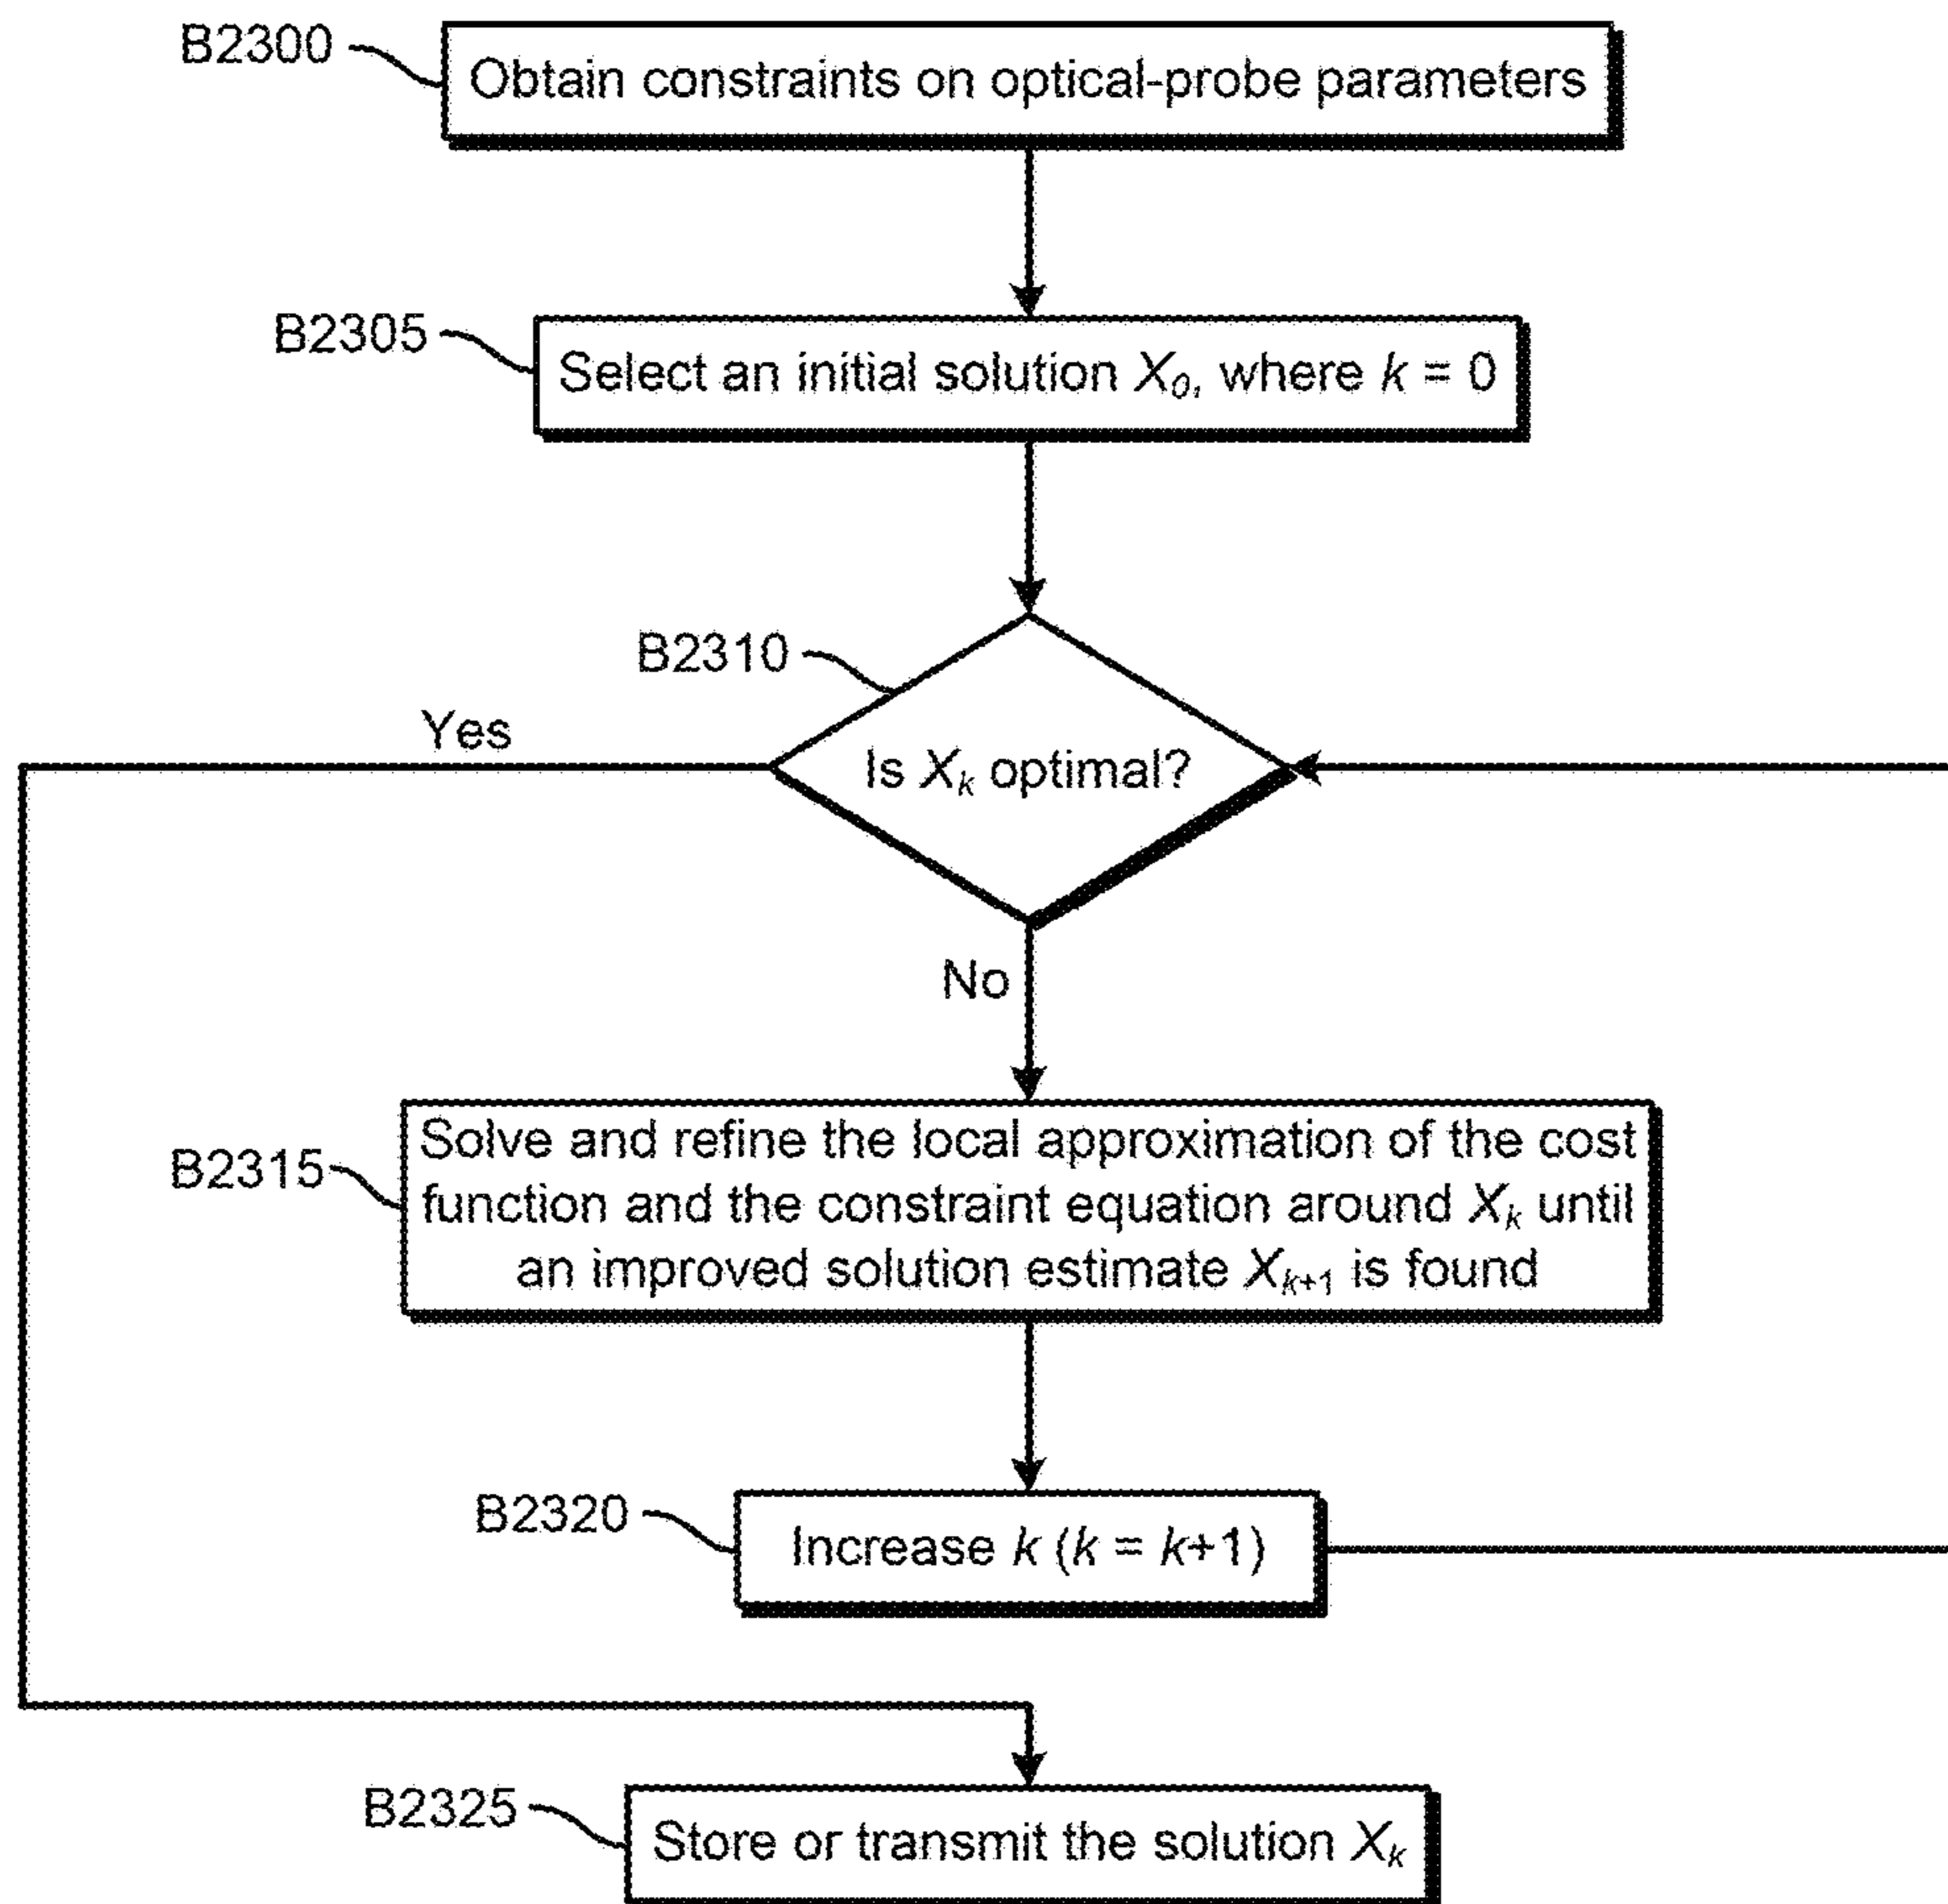 B2300
Obtain constraints on optical-probe parameters
B2305
Select an initial solution X₀, where k = 0
B2310
Yes
Is Xₖ optimal?
No
B2315
Solve and refine the local approximation of the cost
function and the constraint equation around Xₖ until
an improved solution estimate Xₖ₊₁ is found
B2320
Increase k (k = k+1)
B2325
Store or transmit the solution Xₖ